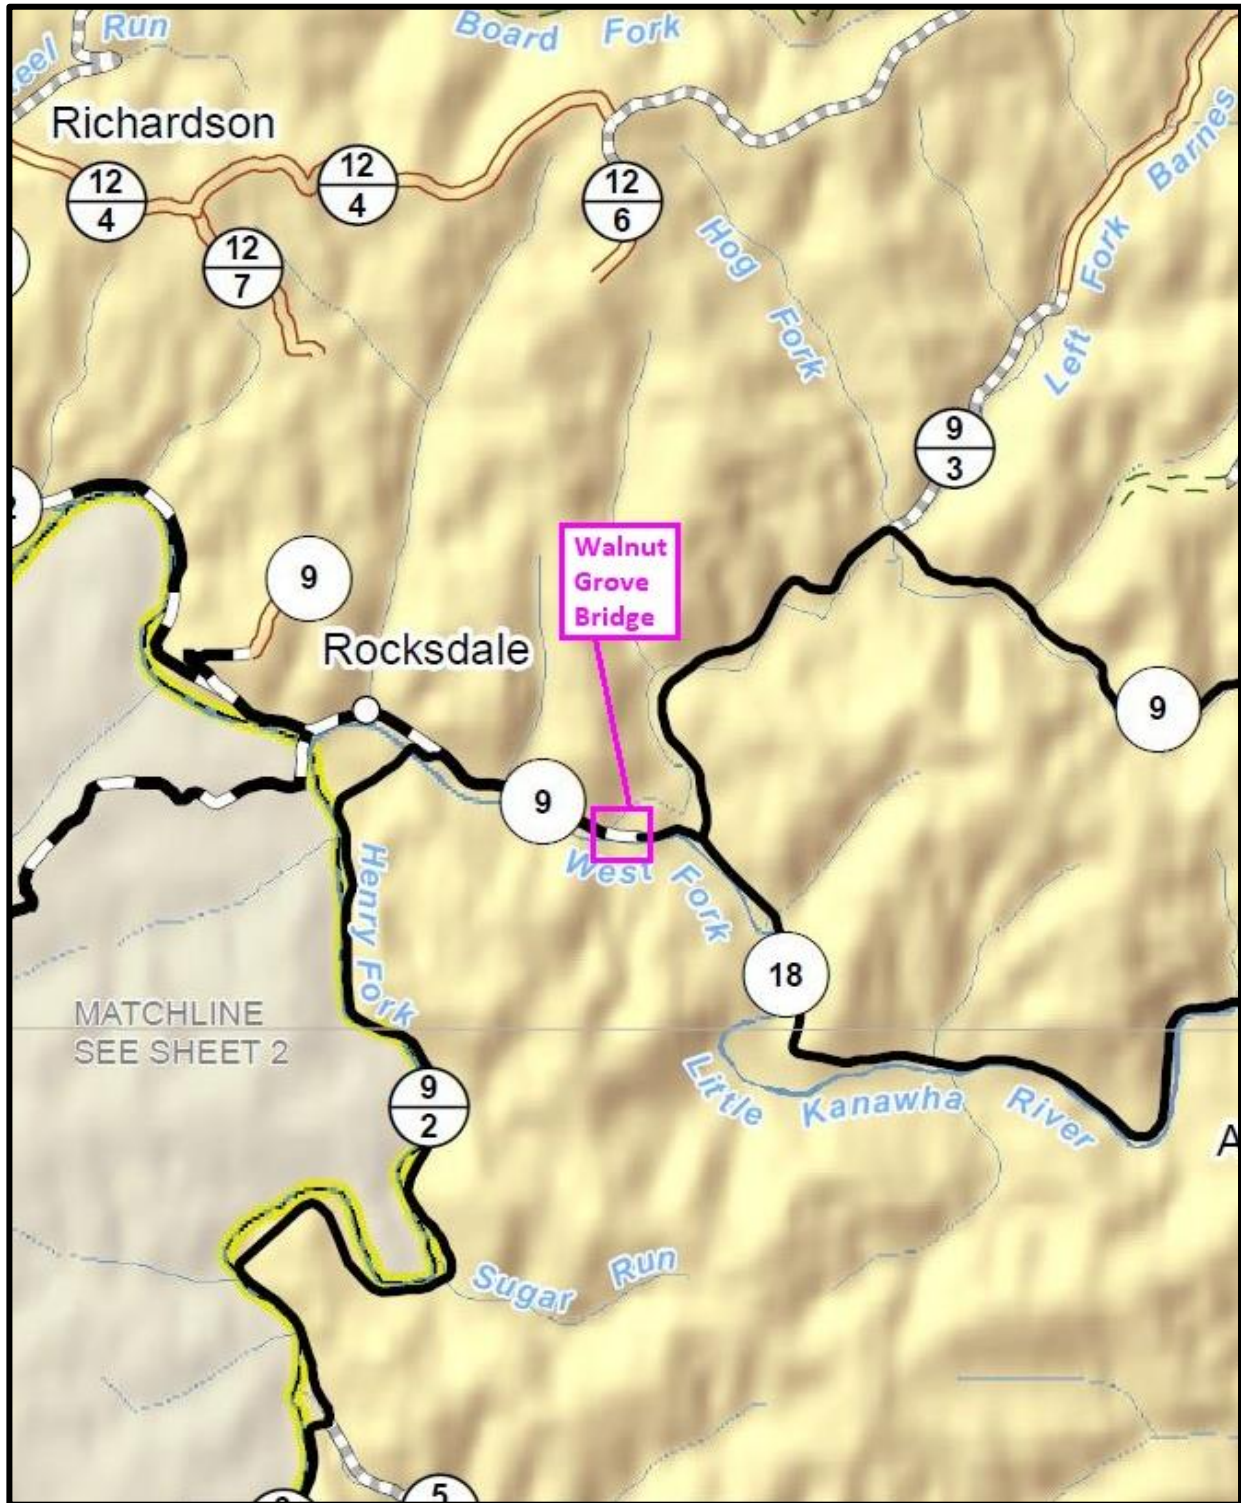 Run
Board Fork
Richardson
12
4
12
4
12
6
12
7
Hog
Fork
Left Fork Barnes
9
3
Walnut
Grove
Bridge
9
Rocksdale
9
9
West Fork
Henry Fork
18
MATCHLINE
SEE SHEET 2
9
2
Little Kanawha River
Sugar Run
5